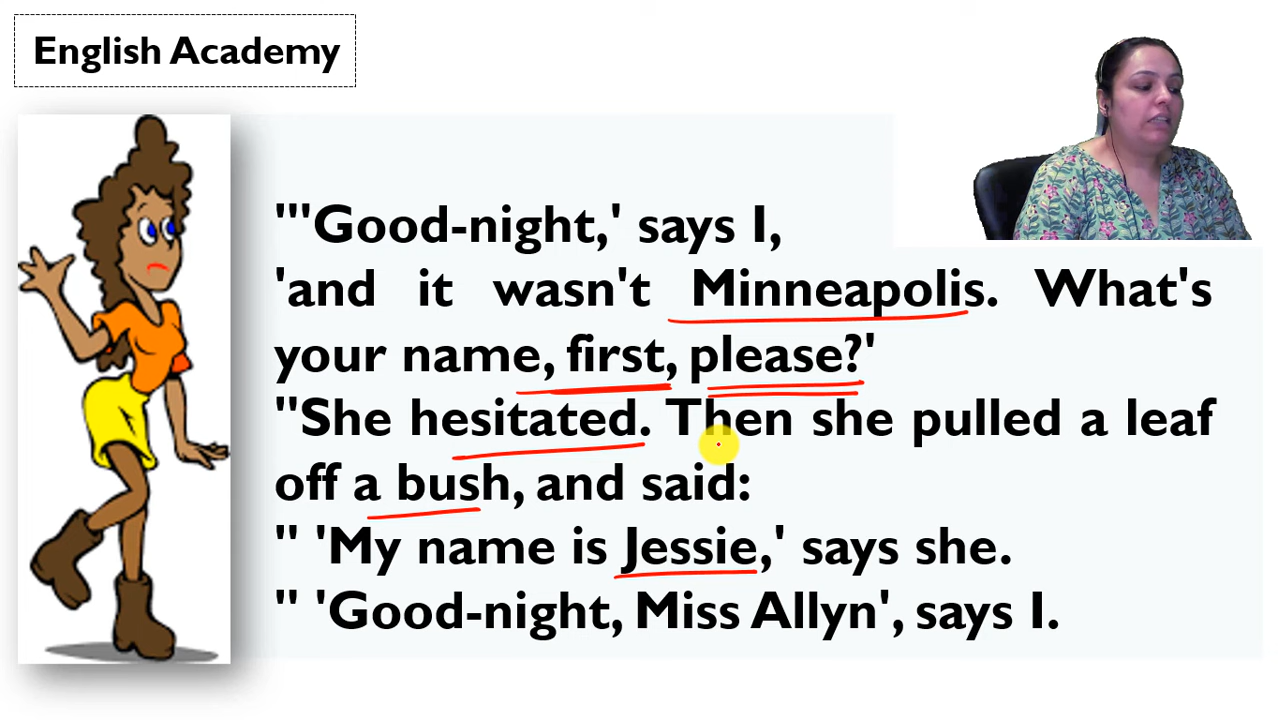 English Academy
"'Good-night,' says I,
'and it wasn't Minneapolis. What's
your name, first, please?'
"She hesitated. Then she pulled a leaf
off a bush, and said:
" 'My name is Jessie,' says she.
" 'Good-night, Miss Allyn', says I.